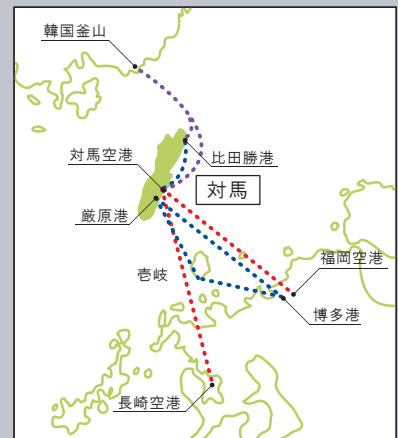 韓国釜山
対馬空港
比田勝港
対馬
厳原港
壱岐
福岡空港
博多港
長崎空港